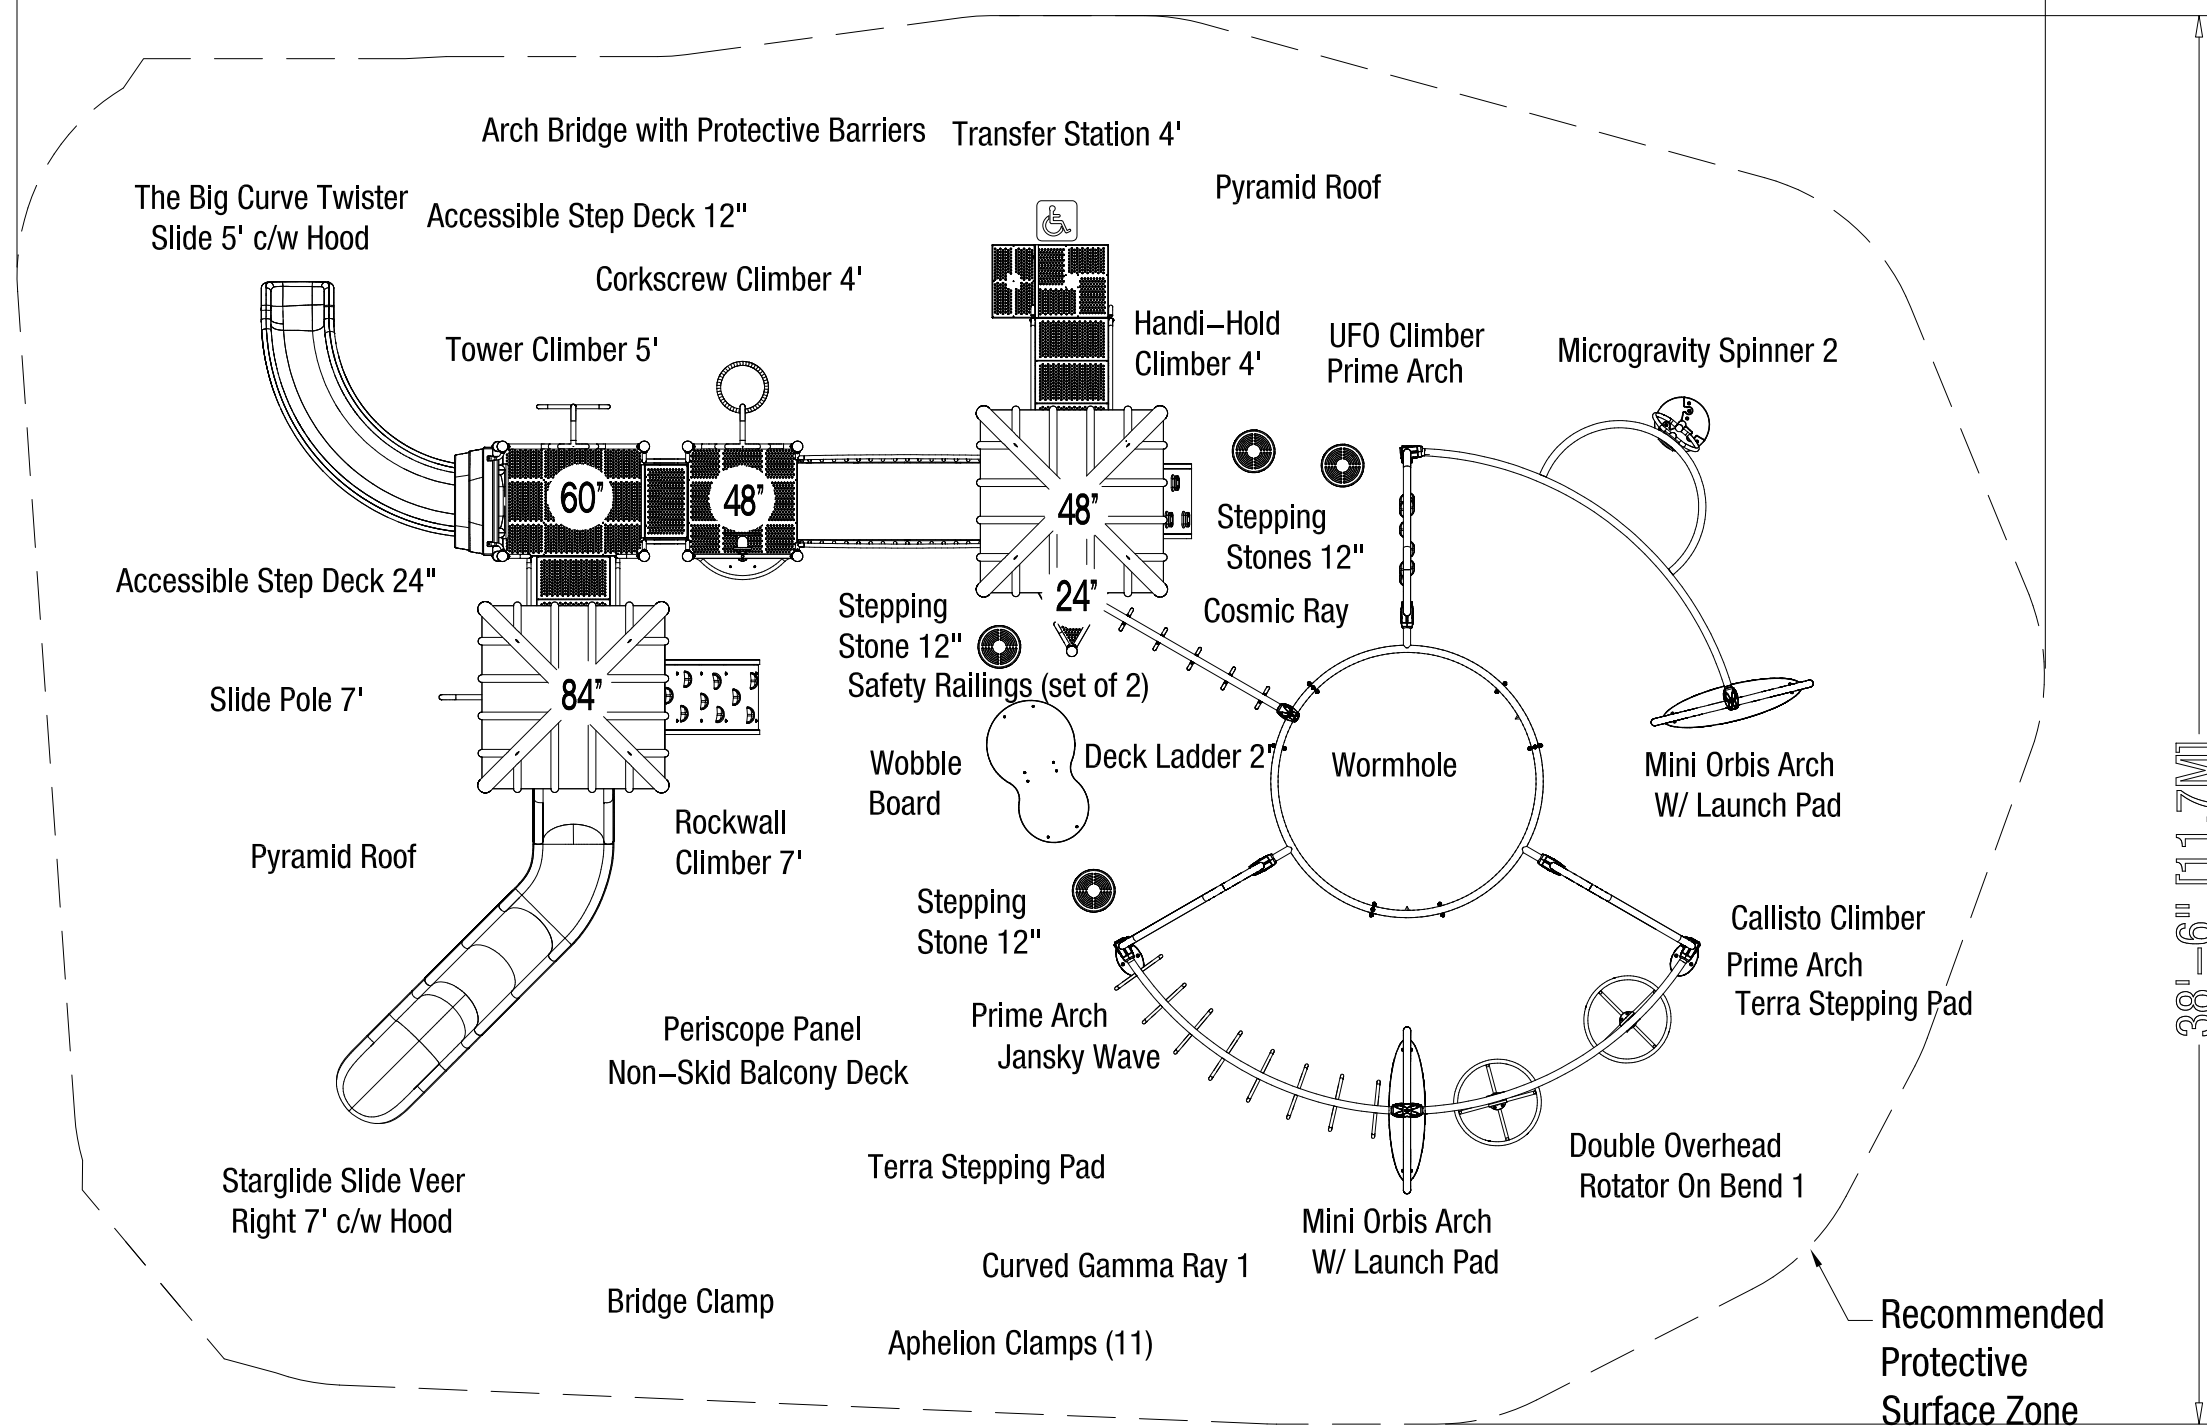 Arch Bridge with Protective Barriers
Transfer Station 4'
Pyramid Roof
The Big Curve Twister
Slide 5' c/w Hood
Accessible Step Deck 12"
Corkscrew Climber 4'
Tower Climber 5'
Handi–Hold
Climber 4'
UFO Climber
Prime Arch
Microgravity Spinner 2
60"
48"
48"
Stepping
Stones 12"
Accessible Step Deck 24"
24"
Stepping
Stone 12"
Cosmic Ray
Safety Railings (set of 2)
Slide Pole 7'
84"
Wobble
Board
Deck Ladder 2'
Wormhole
Mini Orbis Arch
W/ Launch Pad
Pyramid Roof
Rockwall
Climber 7'
Stepping
Stone 12"
Callisto Climber
Prime Arch
Terra Stepping Pad
38'–6" [11.7M]
Periscope Panel
Non–Skid Balcony Deck
Prime Arch
Jansky Wave
Terra Stepping Pad
Double Overhead
Rotator On Bend 1
Starglide Slide Veer
Right 7' c/w Hood
Mini Orbis Arch
W/ Launch Pad
Curved Gamma Ray 1
Bridge Clamp
Aphelion Clamps (11)
Recommended
Protective
Surface Zone